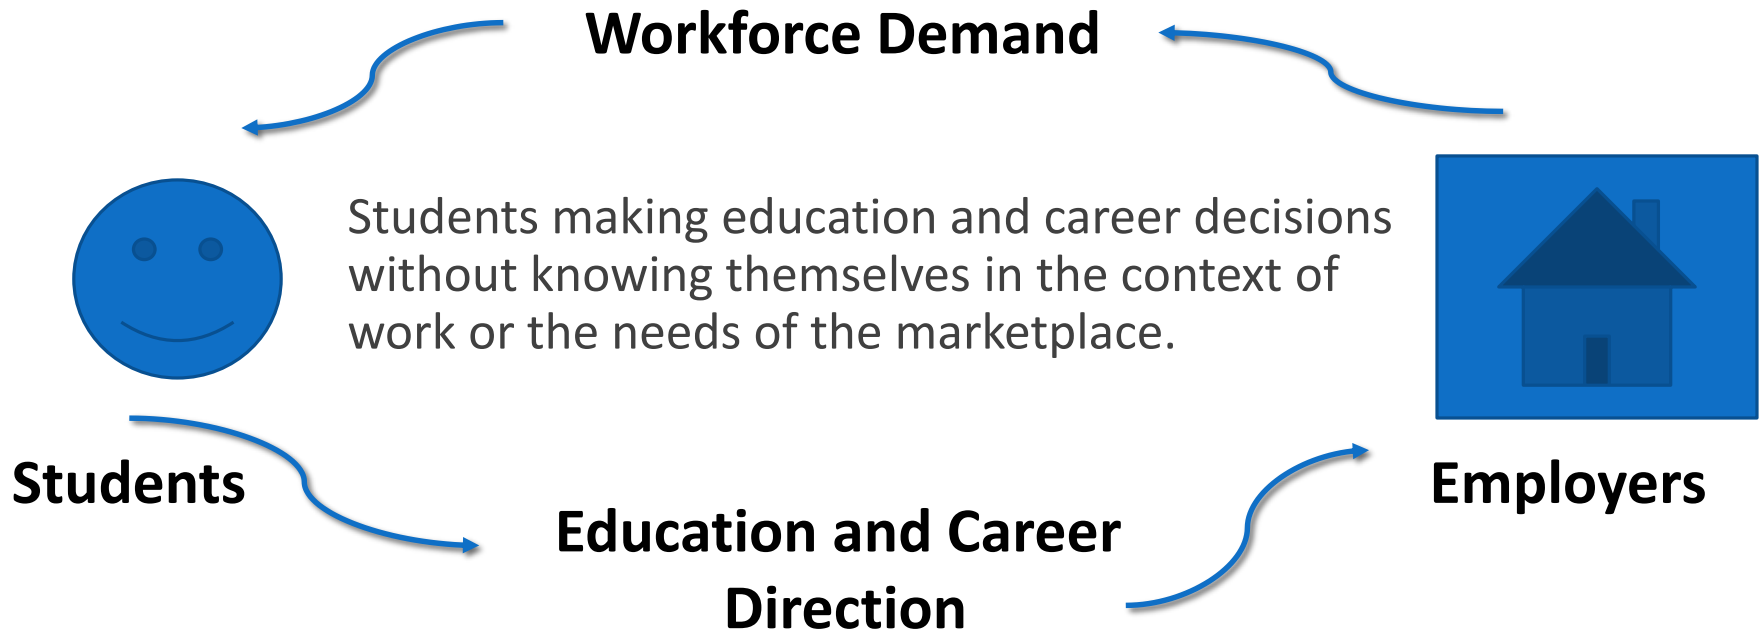 Workforce Demand
Students making education and career decisions
without knowing themselves in the context of
work or the needs of the marketplace.
Students
Employers
Education and Career
Direction